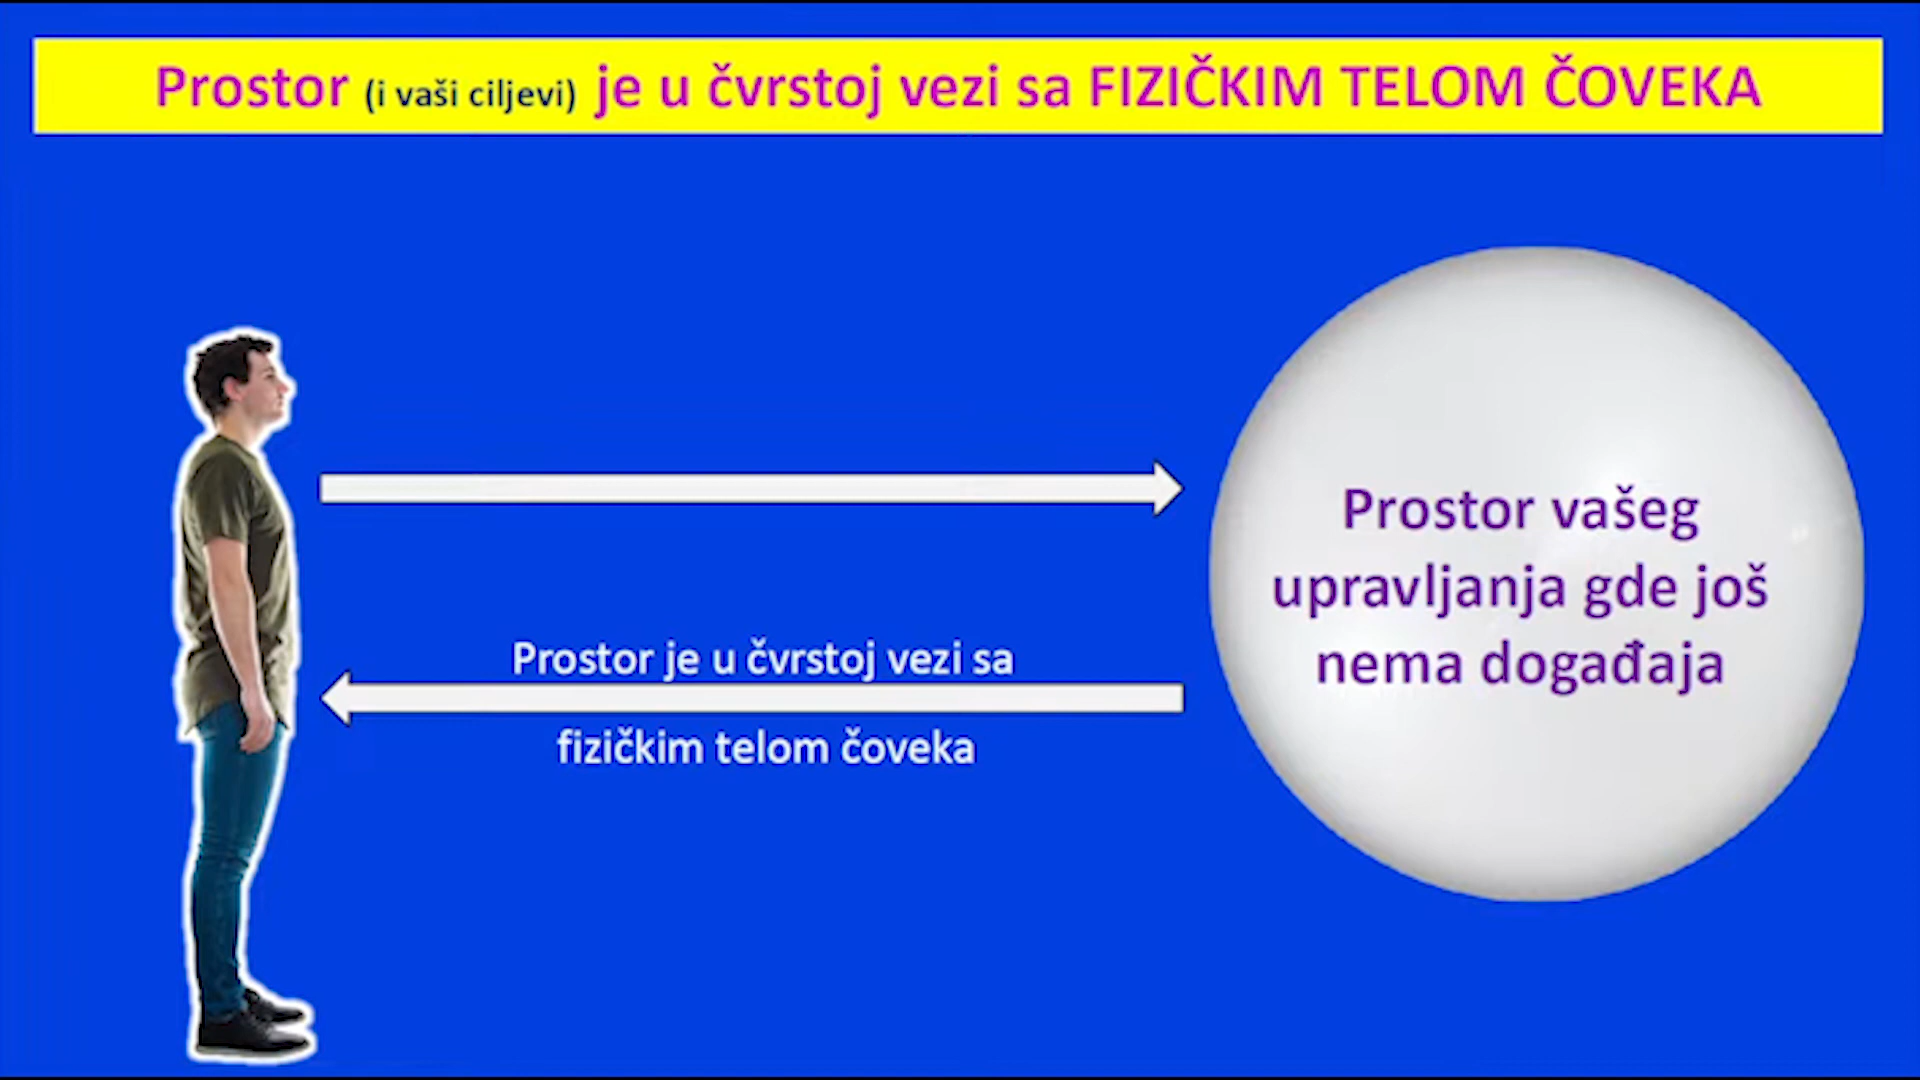 Prostor (i vaši ciljevi) je u čvrstoj vezi sa FIZIČKIM TELOM ČOVEKA
Prostor vašeg
upravljanja gde još
nema događaja
Prostor je u čvrstoj vezi sa
fizičkim telom čoveka